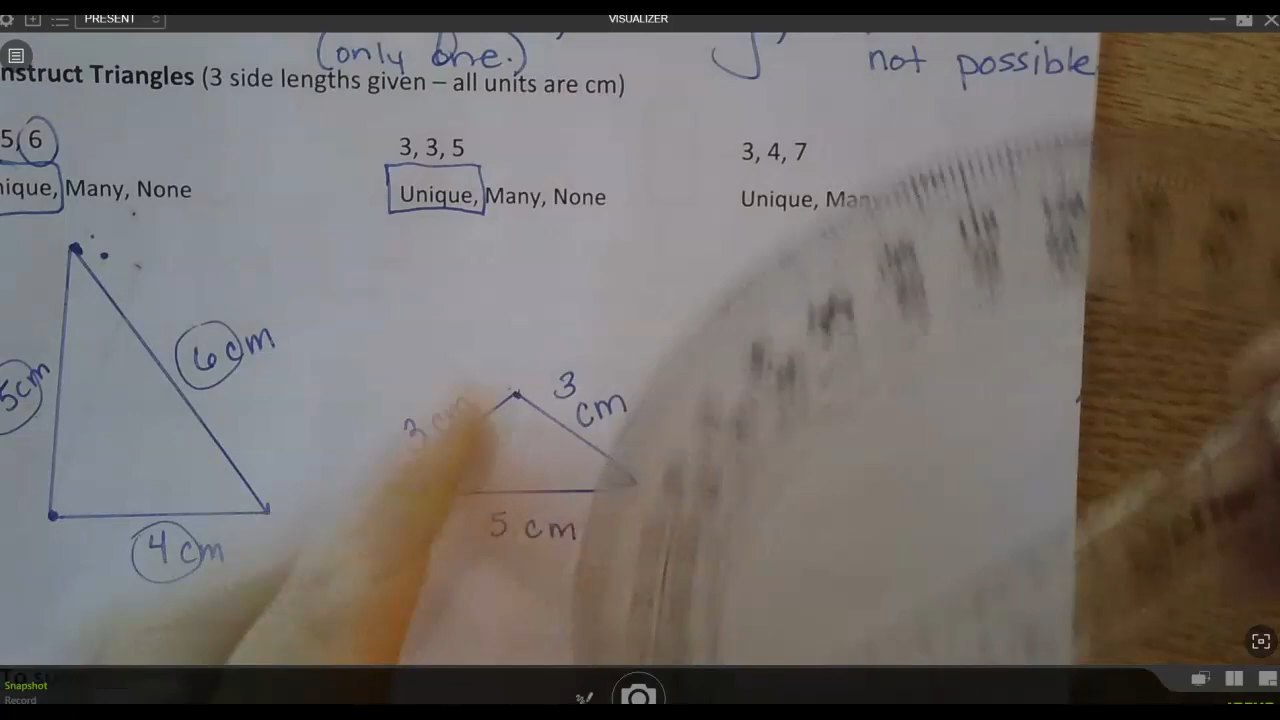 PRESENT
VISUALIZER
(only one.)
not possible
nstruct Triangles (3 side lengths given – all units are cm)
5, 6
3, 3, 5
3, 4, 7
nique, Many, None
Unique, Many, None
Unique, Man
6cm
5cm
4 cm
3 cm
3 cm
5 cm
Snapshot
Record